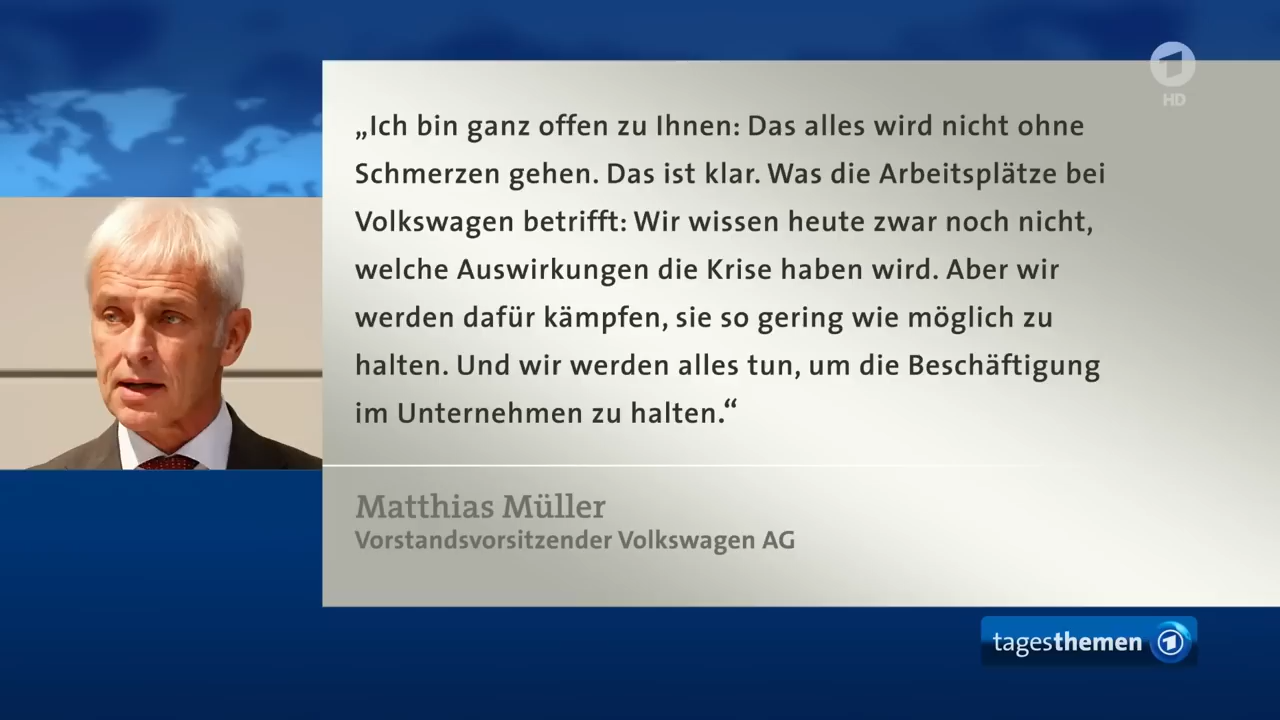 HD
„Ich bin ganz offen zu Ihnen: Das alles wird nicht ohne
Schmerzen gehen. Das ist klar. Was die Arbeitsplätze bei
Volkswagen betrifft: Wir wissen heute zwar noch nicht,
welche Auswirkungen die Krise haben wird. Aber wir
werden dafür kämpfen, sie so gering wie möglich zu
halten. Und wir werden alles tun, um die Beschäftigung
im Unternehmen zu halten.“
Matthias Müller
Vorstandsvorsitzender Volkswagen AG
tagesthemen